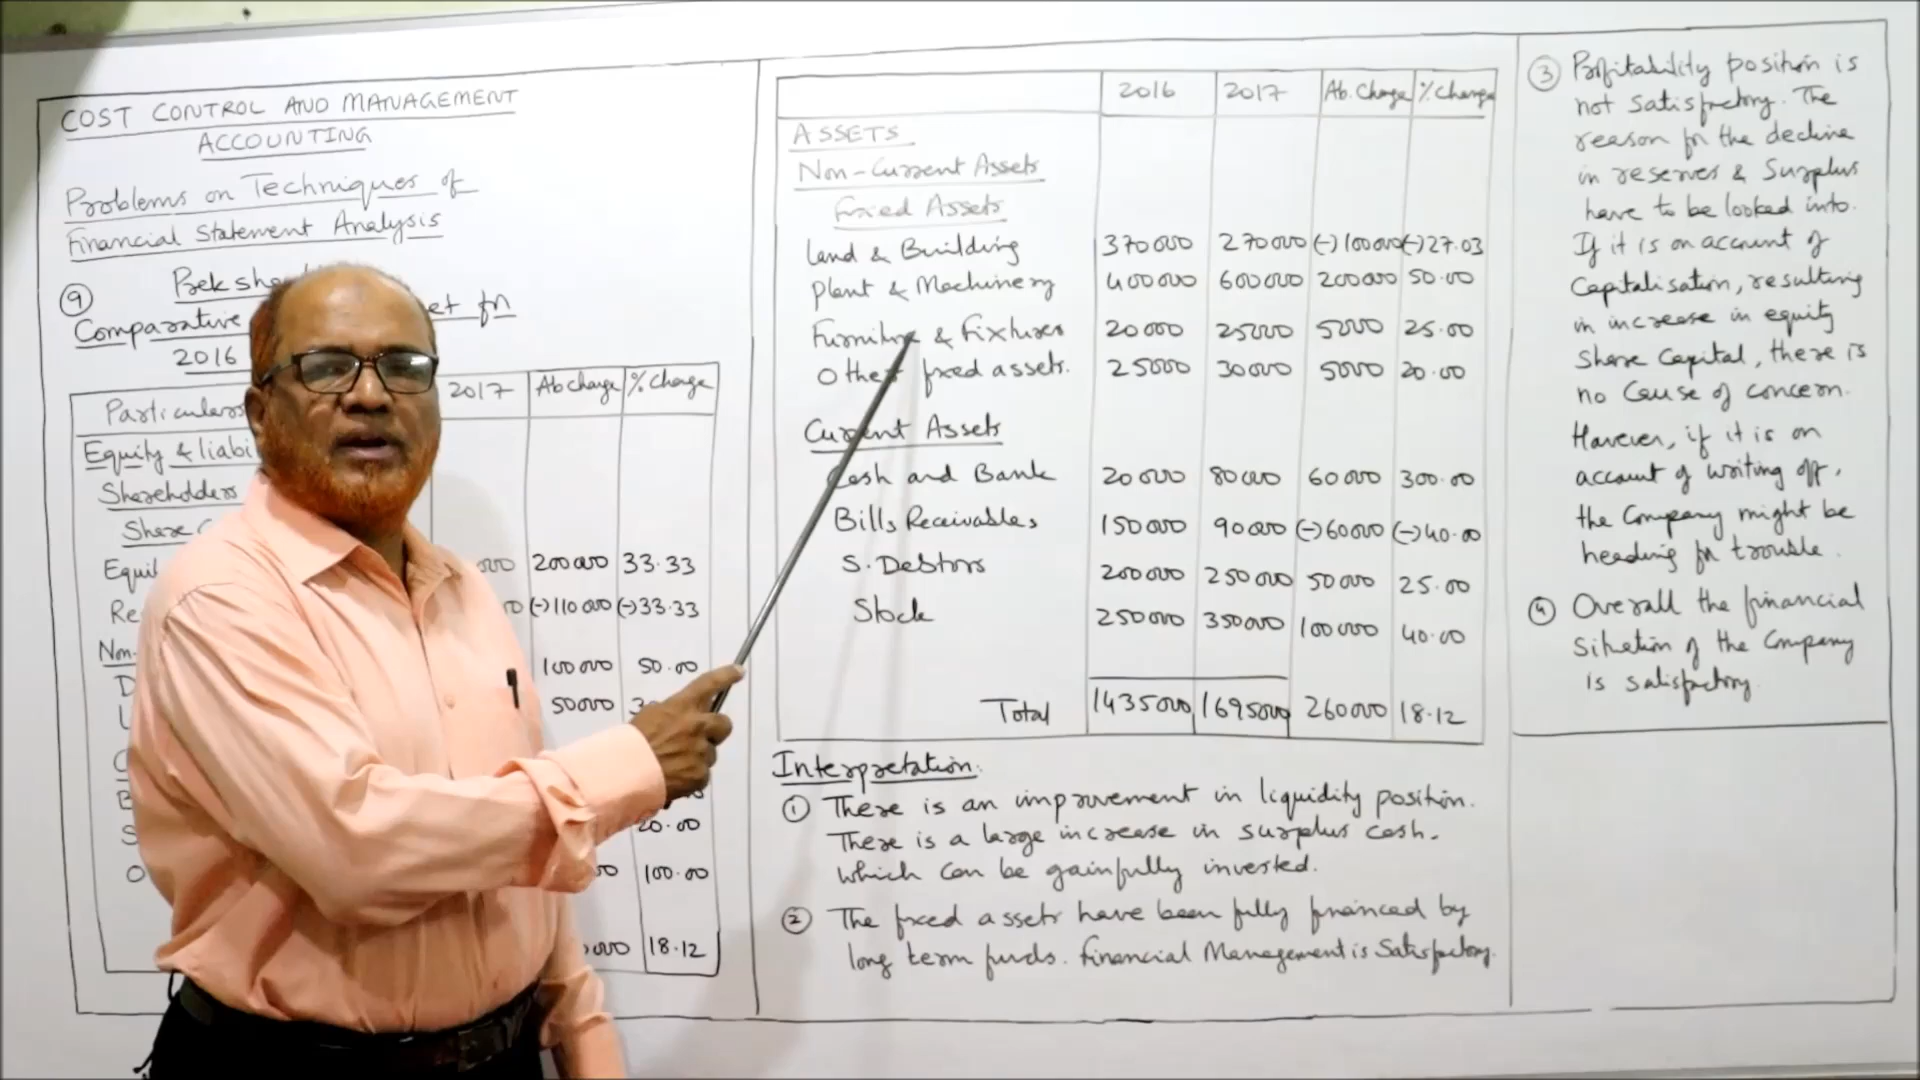 COST CONTROL AND MANAGEMENT
ACCOUNTING
Problems on Techniques of
Financial Statement Analysis
9
Comparative et for
2016
Particulars 2017 Ab Change % Change
Equity & liabi
Shareholders
Share C
Equi 200000 33.33
Re (-) 110000 (-) 33.33
Non-
D 100000 50.00
L 50000
B
S 20.00
O 100.00
18.12
2016 2017 Ab. Change % Change
ASSETS
Non-Current Assets
Fixed Assets
Land & Building 370000 270000 (-) 100000 (-) 27.03
Plant & Machinery 400000 600000 200000 50.00
Furniture & Fixtures 20000 25000 5000 25.00
Other fixed assets. 25000 30000 5000 20.00
Current Assets
Cash and Bank 20000 80000 60000 300.00
Bills Receivables 150000 90000 (-) 60000 (-) 40.00
S. Debtors 200000 250000 50000 25.00
Stock 250000 350000 100000 40.00
Total 1435000 1695000 260000 18.12
Interpretation:
1 There is an improvement in liquidity position.
There is a large increase in surplus cash.
which can be gainfully invested.
2 The fixed assets have been fully financed by
long term funds. Financial Management is Satisfactory.
3 Profitability position is
not satisfactory. The
reason for the decline
in reserves & Surplus
have to be looked into.
If it is on account of
Capitalisation, resulting
in increase in equity
Share Capital, there is
no Cause of concern.
However, if it is on
account of writing off,
the Company might be
heading for trouble.
4 Overall the financial
situation of the Company
is satisfactory.